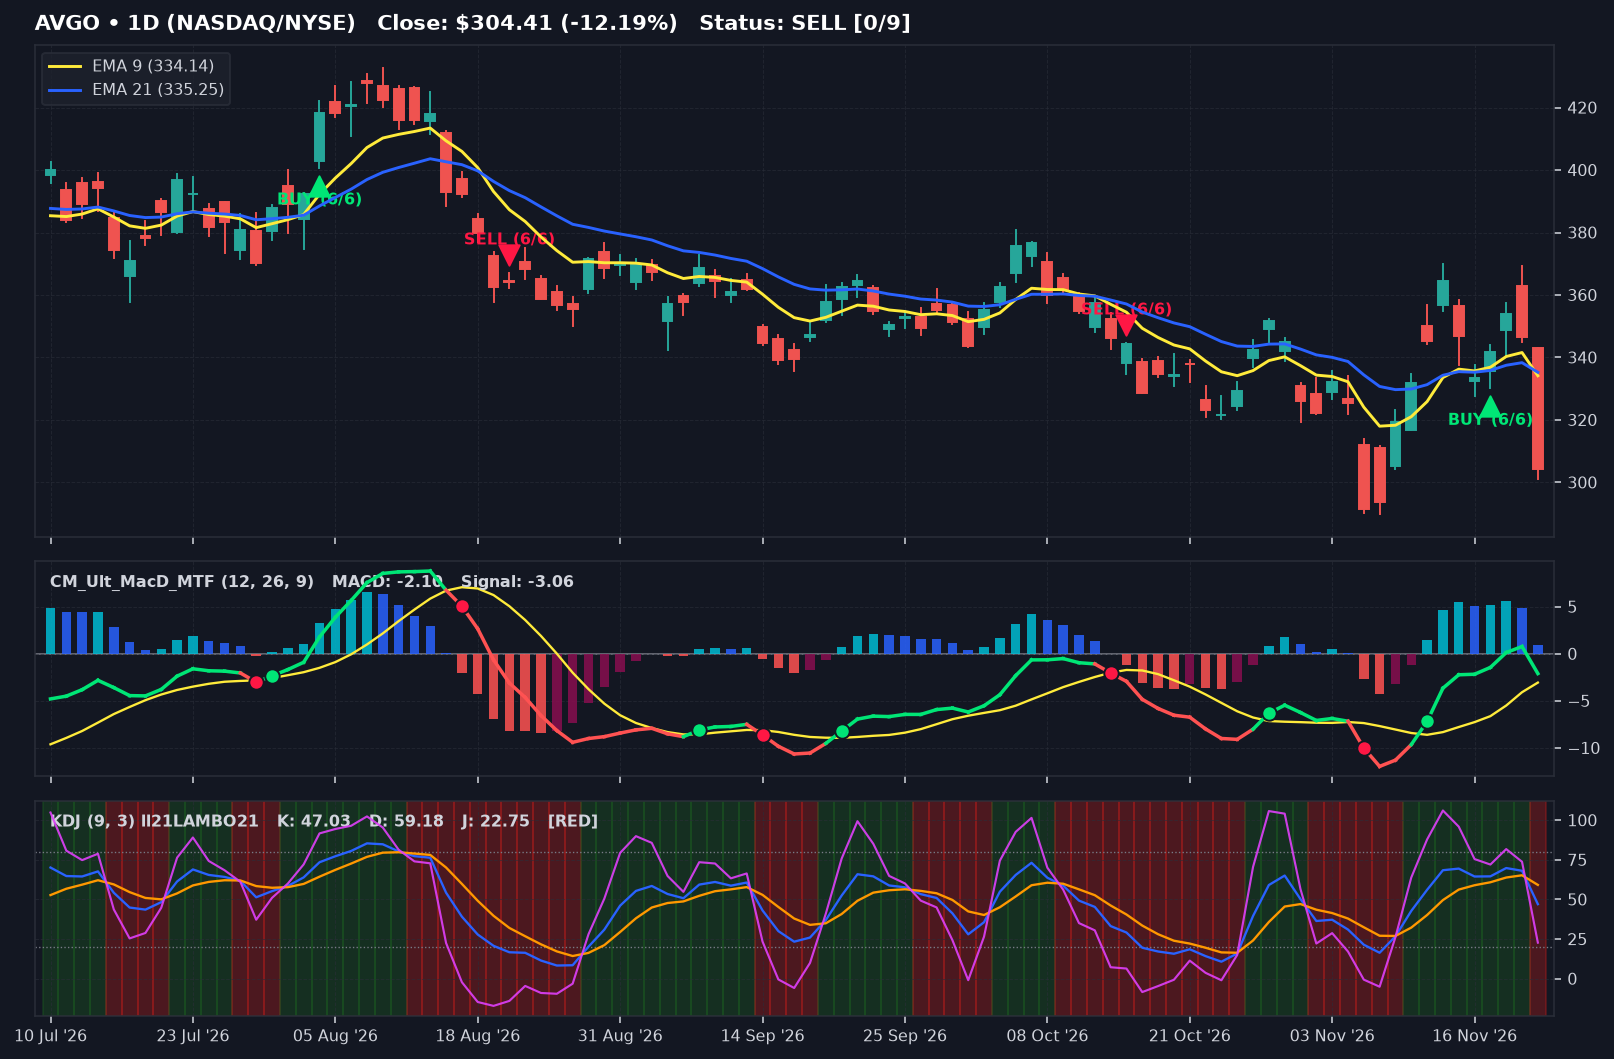 AVGO • 1D (NASDAQ/NYSE)   Close: $304.41 (-12.19%)   Status: SELL [0/9]
EMA 9 (334.14)
EMA 21 (335.25)
BUY (6/6)
SELL (6/6)
SELL (6/6)
BUY (6/6)
420
400
380
360
340
320
300
CM_Ult_MacD_MTF (12, 26, 9)   MACD: -2.10   Signal: -3.06
5
0
−5
−10
KDJ (9, 3) II21LAMBO21   K: 47.03   D: 59.18   J: 22.75   [RED]
100
75
50
25
0
10 Jul '26
23 Jul '26
05 Aug '26
18 Aug '26
31 Aug '26
14 Sep '26
25 Sep '26
08 Oct '26
21 Oct '26
03 Nov '26
16 Nov '26